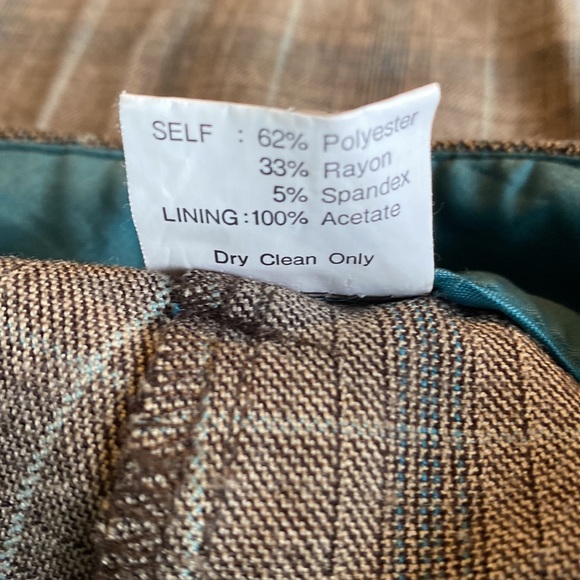 SELF : 62% Polyester
33% Rayon
5% Spandex
LINING:100% Acetate
Dry Clean Only